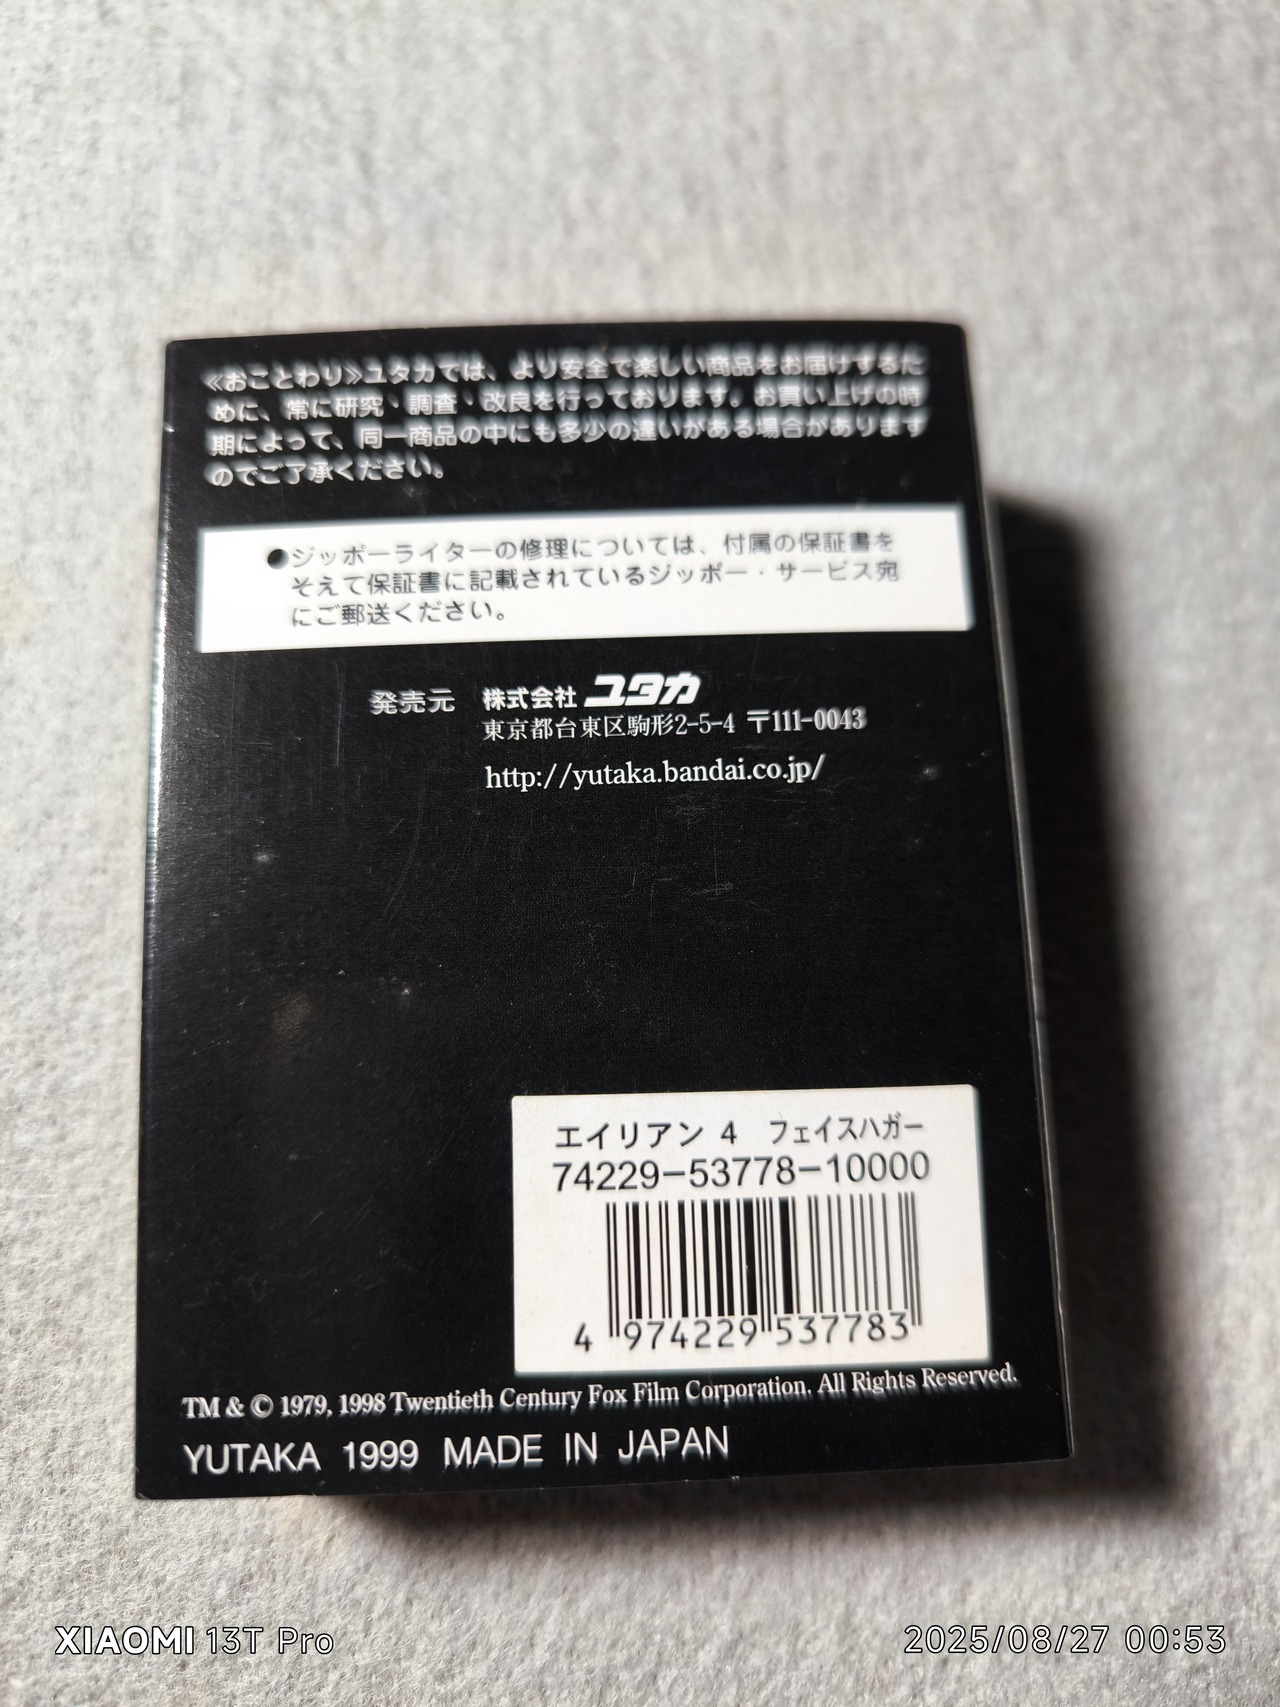 ≪おことわり≫ユタカでは、より安全で楽しい商品をお届けするた
めに、常に研究・調査・改良を行っております。お買い上げの時
期によって、同一商品の中にも多少の違いがある場合があります
のでご了承ください。
●ジッポーライターの修理については、付属の保証書を
そえて保証書に記載されているジッポー・サービス宛
にご郵送ください。
発売元 株式会社 ユタカ
東京都台東区駒形2-5-4 〒111-0043
http://yutaka.bandai.co.jp/
エイリアン 4 フェイスハガー
74229-53778-10000
4 974229 537783
TM & © 1979, 1998 Twentieth Century Fox Film Corporation. All Rights Reserved.
YUTAKA 1999 MADE IN JAPAN
XIAOMI 13T Pro
2025/08/27 00:53